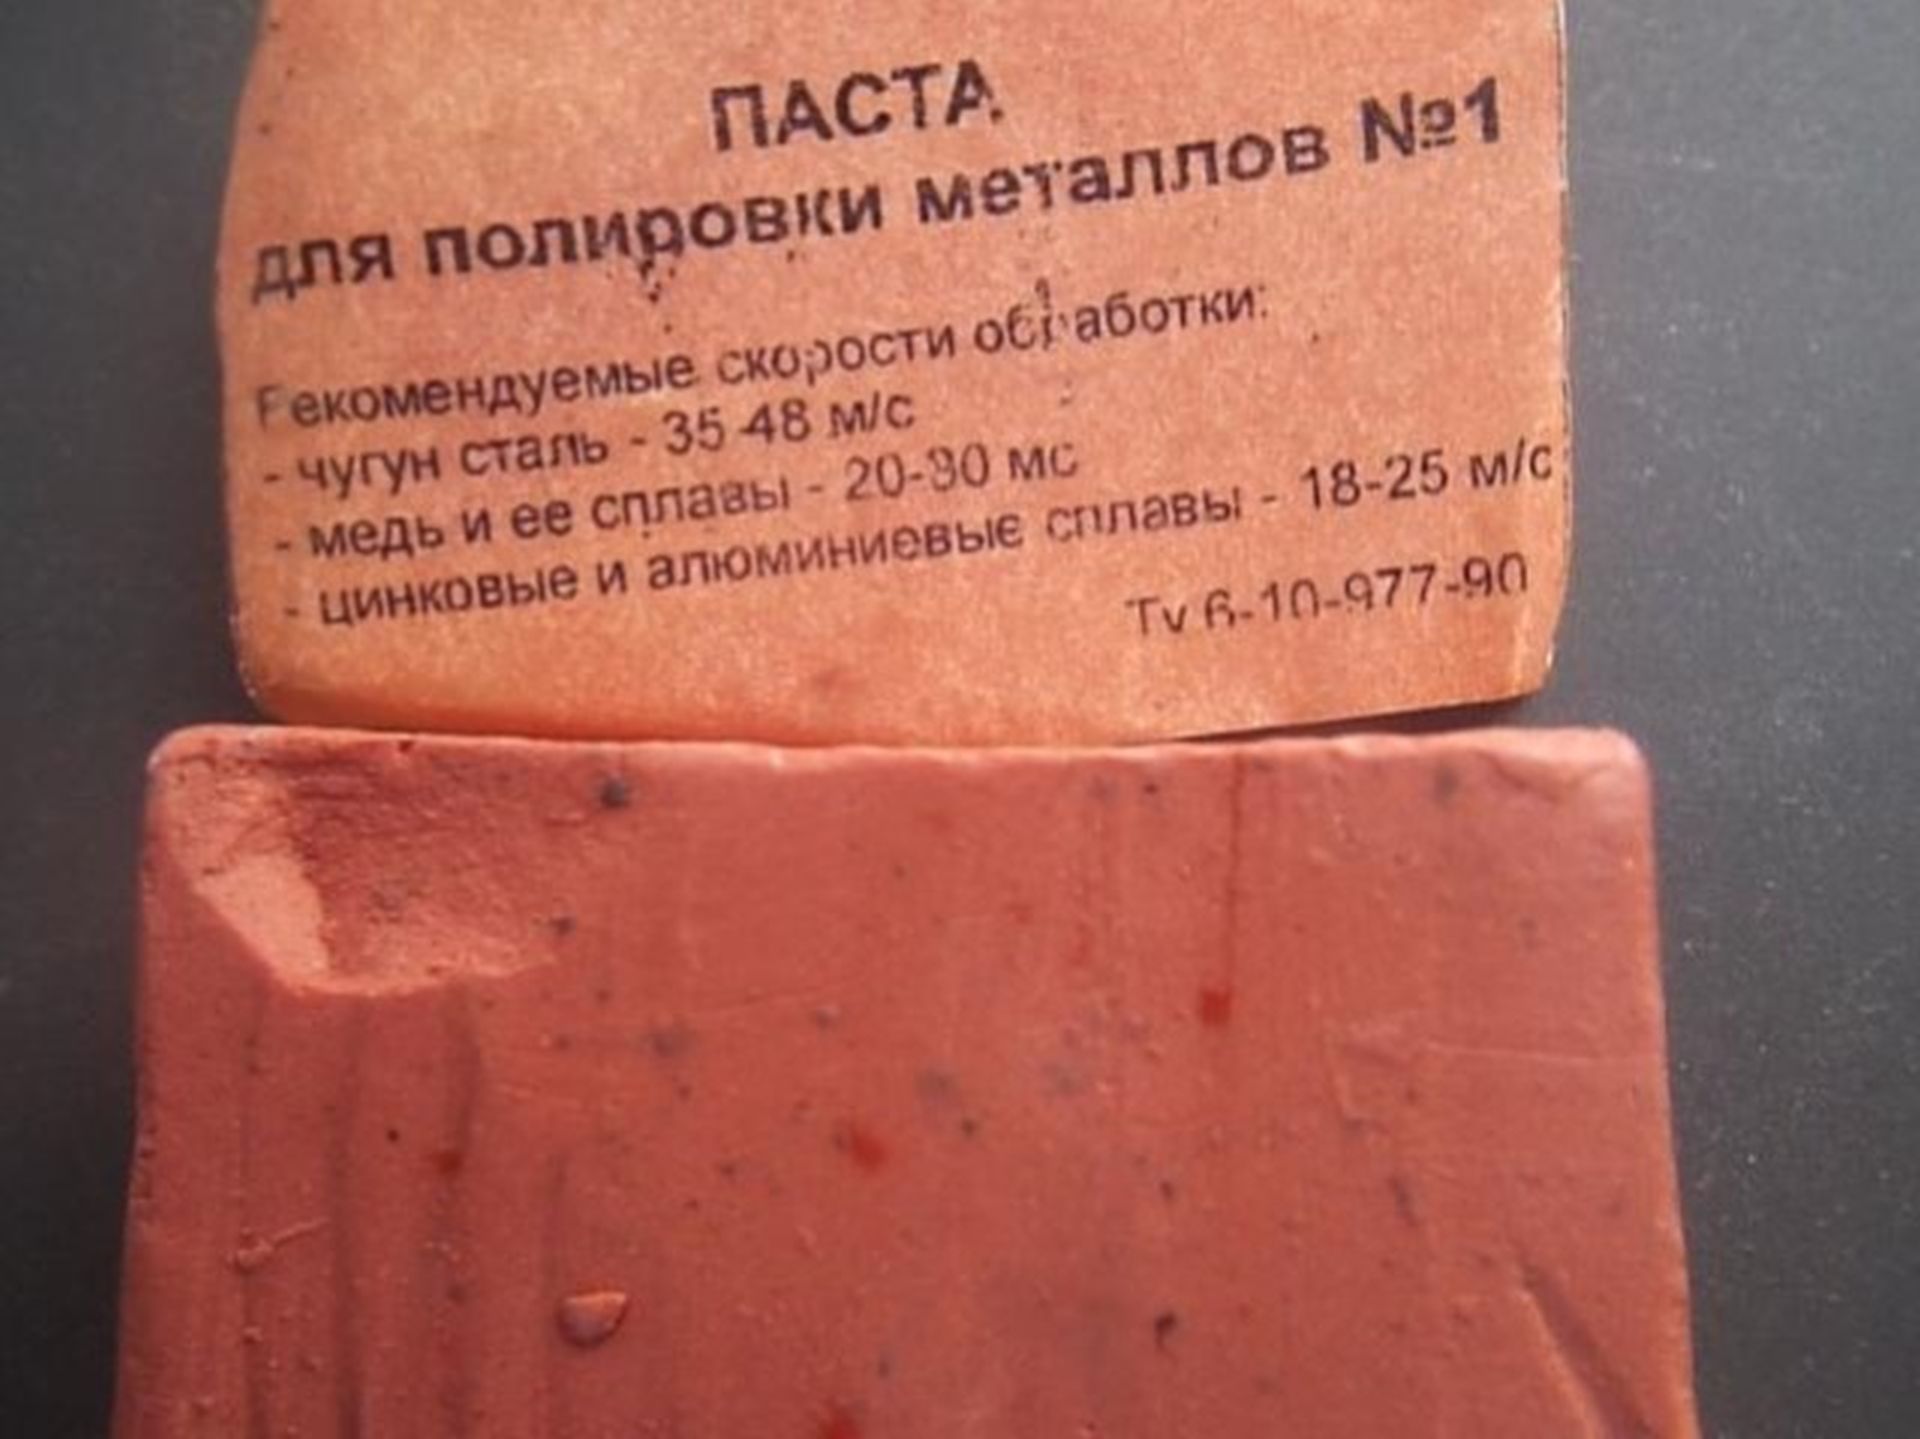 ПАСТА
для полировки металлов №1
Рекомендуемые скорости обработки:
- чугун сталь - 35-48 м/с
- медь и ее сплавы - 20-30 мс
- цинковые и алюминиевые сплавы - 18-25 м/с
Ту 6-10-977-90